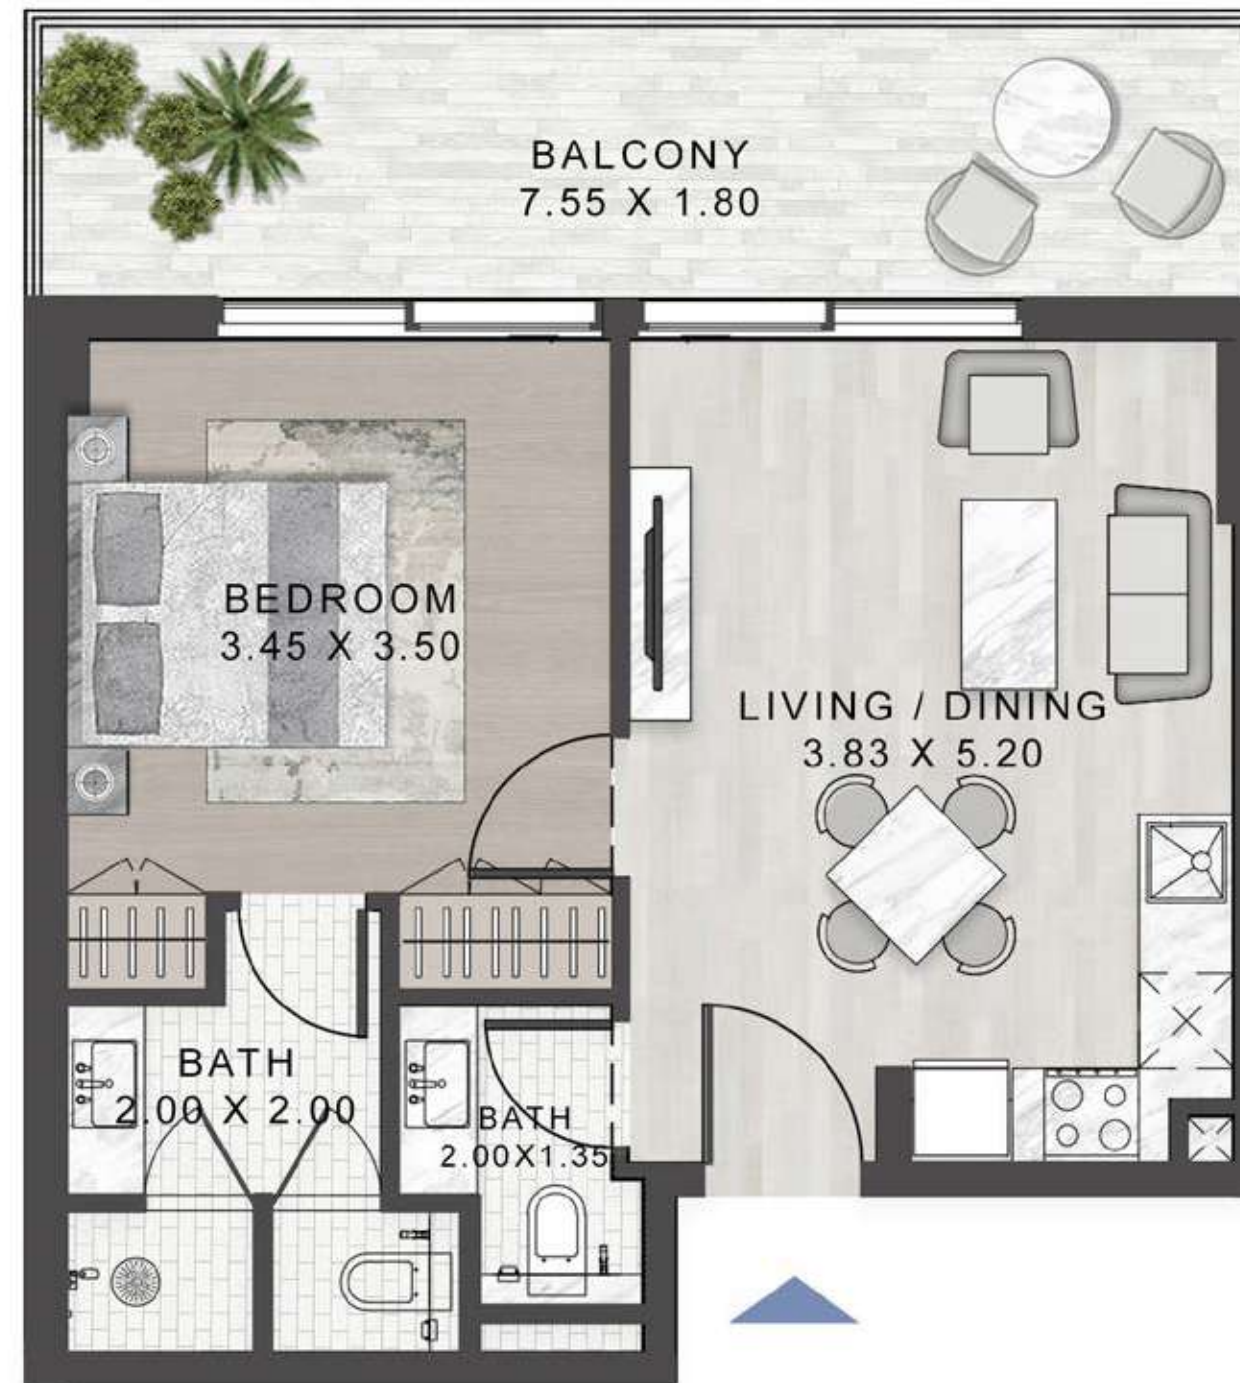 BALCONY
7.55 X 1.80
BEDROOM
3.45 X 3.50
LIVING / DINING
3.83 X 5.20
BATH
2.00 X 2.00
BATH
2.00X1.35